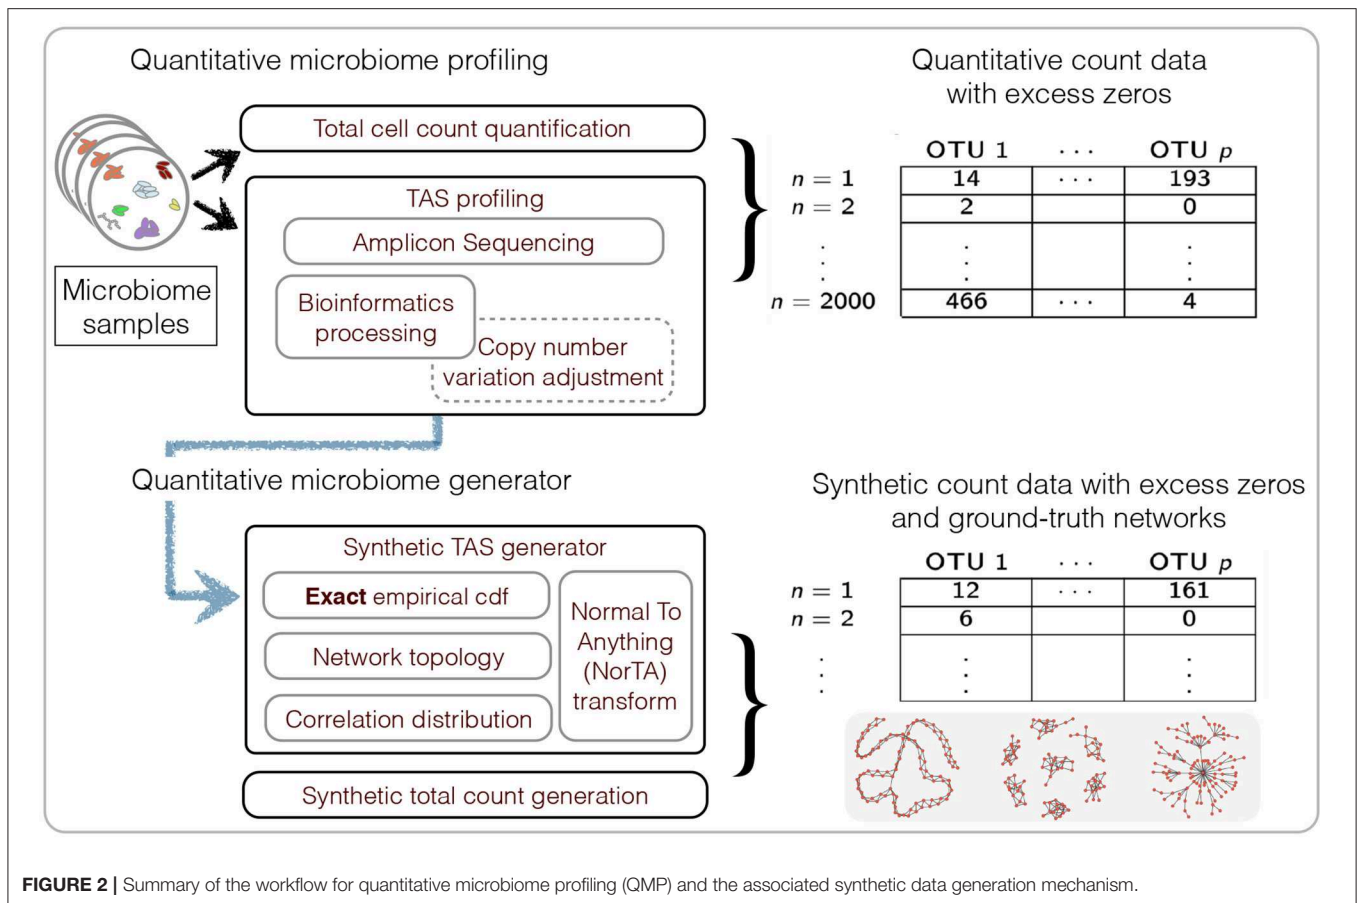 Quantitative microbiome profiling
Quantitative count data
with excess zeros
Total cell count quantification
TAS profiling
Amplicon Sequencing
Bioinformatics
processing
Copy number
variation adjustment
Microbiome
samples
OTU 1 · · · OTU p
n = 1 14 · · · 193
n = 2 2 0
n = 2000 466 · · · 4
Quantitative microbiome generator
Synthetic count data with excess zeros
and ground-truth networks
Synthetic TAS generator
Exact empirical cdf
Network topology
Correlation distribution
Normal To
Anything
(NorTA)
transform
Synthetic total count generation
OTU 1 · · · OTU p
n = 1 12 · · · 161
n = 2 6 0
FIGURE 2 | Summary of the workflow for quantitative microbiome profiling (QMP) and the associated synthetic data generation mechanism.